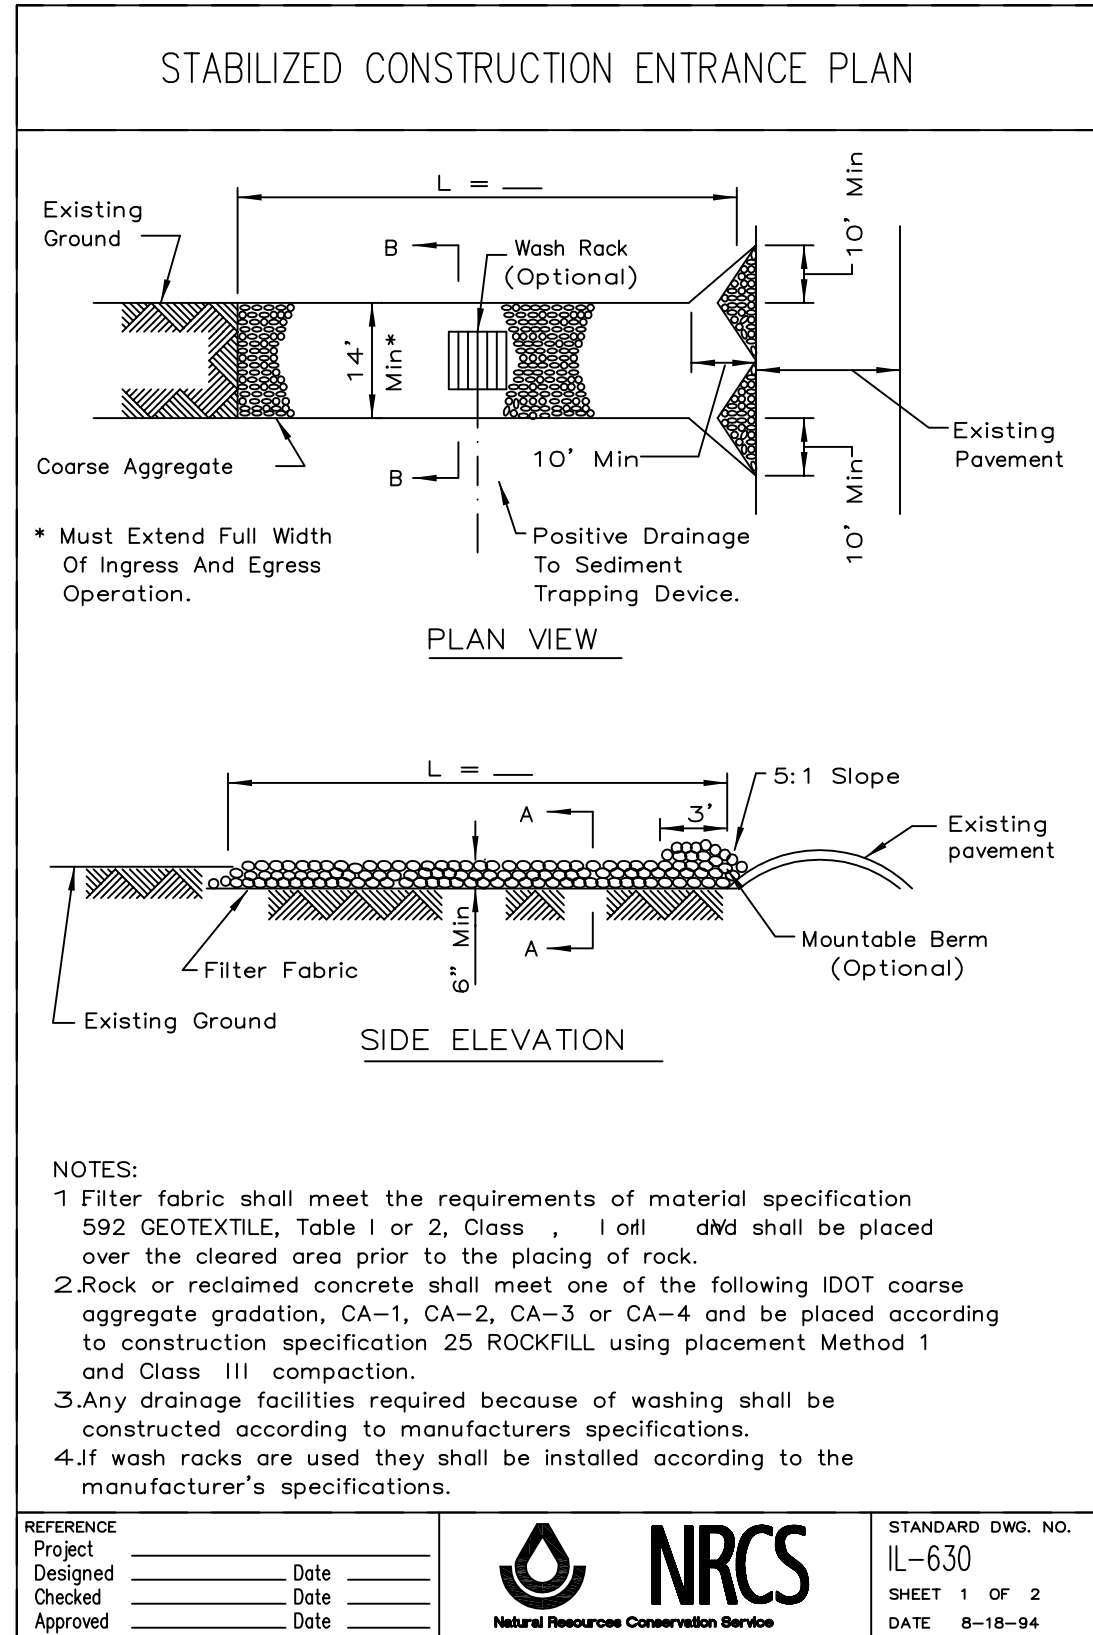 STABILIZED CONSTRUCTION ENTRANCE PLAN
L = ___
10' Min
Existing
Ground
B
Wash Rack
(Optional)
14'
Min*
Coarse Aggregate
B
10' Min
10' Min
Existing
Pavement
* Must Extend Full Width
Of Ingress And Egress
Operation.
Positive Drainage
To Sediment
Trapping Device.
PLAN VIEW
L = ___
5:1 Slope
A
3'
Existing
pavement
6" Min
A
Mountable Berm
(Optional)
Filter Fabric
Existing Ground
SIDE ELEVATION
NOTES:
1 Filter fabric shall meet the requirements of material specification
592 GEOTEXTILE, Table I or 2, Class , I or II shall be placed
over the cleared area prior to the placing of rock.
2.Rock or reclaimed concrete shall meet one of the following IDOT coarse
aggregate gradation, CA-1, CA-2, CA-3 or CA-4 and be placed according
to construction specification 25 ROCKFILL using placement Method 1
and Class III compaction.
3.Any drainage facilities required because of washing shall be
constructed according to manufacturers specifications.
4.If wash racks are used they shall be installed according to the
manufacturer's specifications.
REFERENCE
Project
Designed Date
Checked Date
Approved Date
NRCS
Natural Resources Conservation Service
STANDARD DWG. NO.
IL-630
SHEET 1 OF 2
DATE 8-18-94